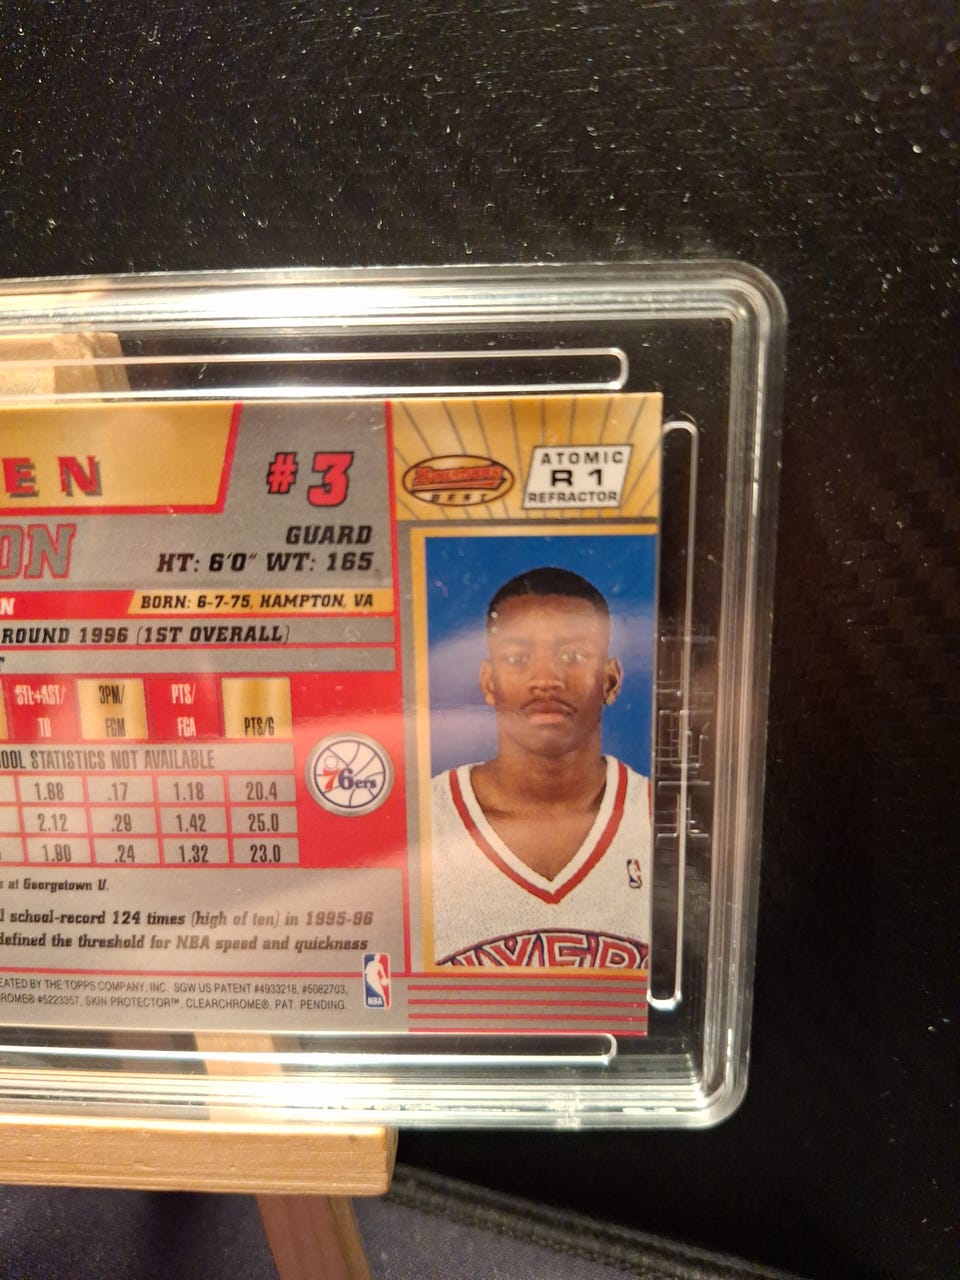 EN
#3
BOWMAN'S
BEST
ATOMIC
R 1
REFRACTOR
ON
GUARD
HT: 6'0" WT: 165
N
BORN: 6-7-75, HAMPTON, VA
ROUND 1996 (1ST OVERALL)
STL+AST/ 3PM/ PTS/
TO FGM FGA PTS/G
OOL STATISTICS NOT AVAILABLE
1.68 .17 1.18 20.4
2.12 .29 1.42 25.0
1.80 .24 1.32 23.0
76ers
s at Georgetown U.
school-record 124 times (high of ten) in 1995-96
defined the threshold for NBA speed and quickness
EATED BY THE TOPPS COMPANY, INC. SGW US PATENT #4933218, #5082703,
ROME® #5223357, SKIN PROTECTOR™, CLEARCHROME®, PAT. PENDING.
NBA